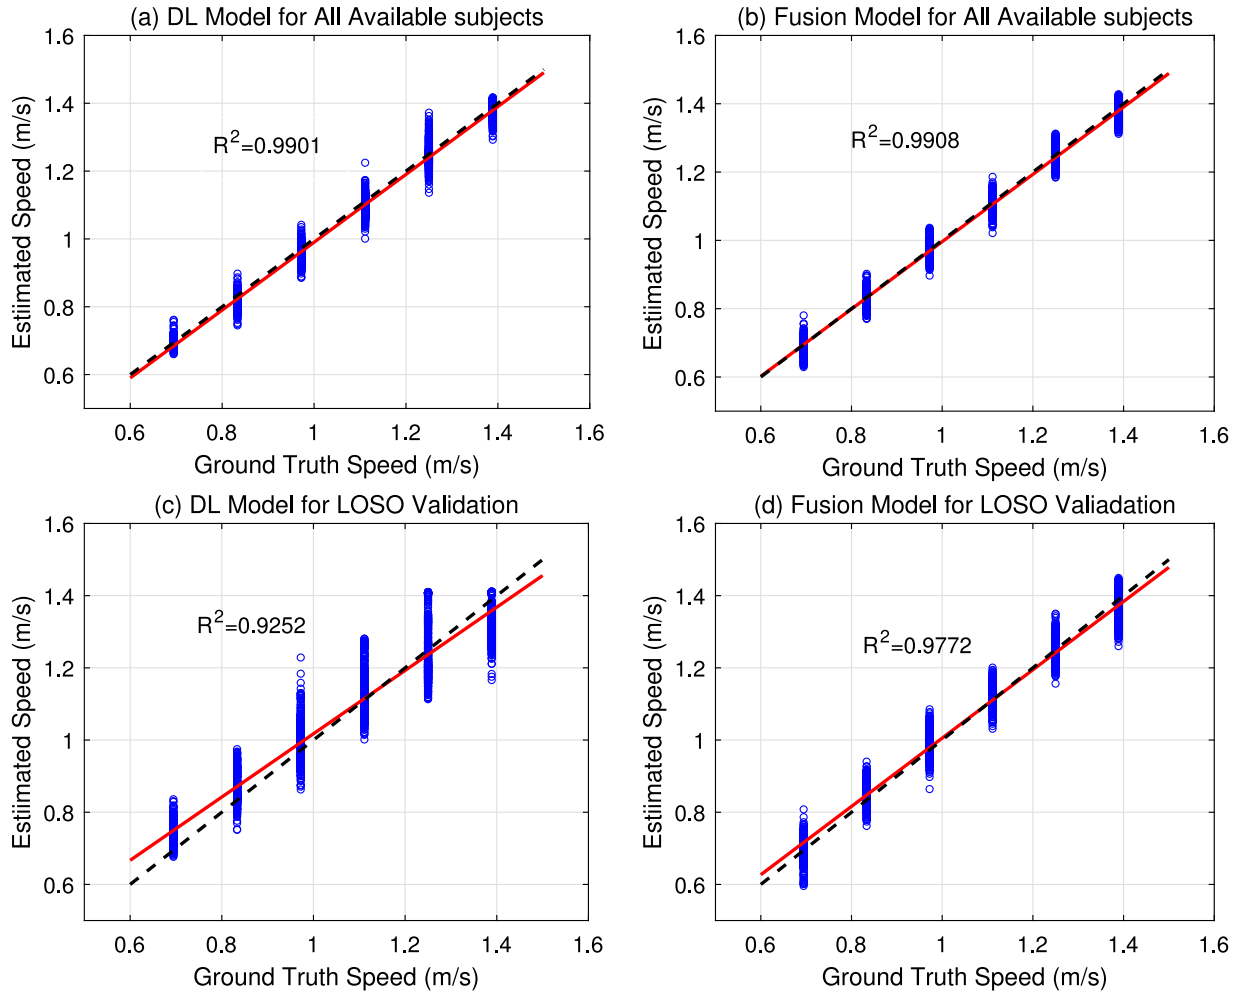 (a) DL Model for All Available subjects
1.6
1.4
1.2
1
0.8
0.6
Estiimated Speed (m/s)
R²=0.9901
0.6 0.8 1 1.2 1.4 1.6
Ground Truth Speed (m/s)
(b) Fusion Model for All Available subjects
1.6
1.4
1.2
1
0.8
0.6
Estiimated Speed (m/s)
R²=0.9908
0.6 0.8 1 1.2 1.4 1.6
Ground Truth Speed (m/s)
(c) DL Model for LOSO Validation
1.6
1.4
1.2
1
0.8
0.6
Estiimated Speed (m/s)
R²=0.9252
0.6 0.8 1 1.2 1.4 1.6
Ground Truth Speed (m/s)
(d) Fusion Model for LOSO Valiadation
1.6
1.4
1.2
1
0.8
0.6
Estiimated Speed (m/s)
R²=0.9772
0.6 0.8 1 1.2 1.4 1.6
Ground Truth Speed (m/s)